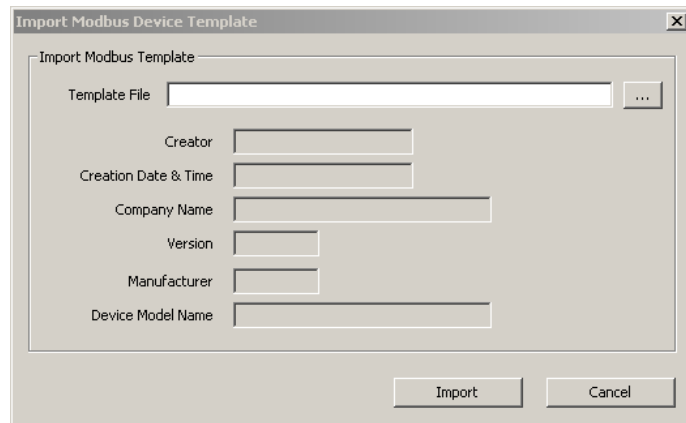 Import Modbus Device Template
Import Modbus Template
Template File
...
Creator
Creation Date & Time
Company Name
Version
Manufacturer
Device Model Name
Import Cancel